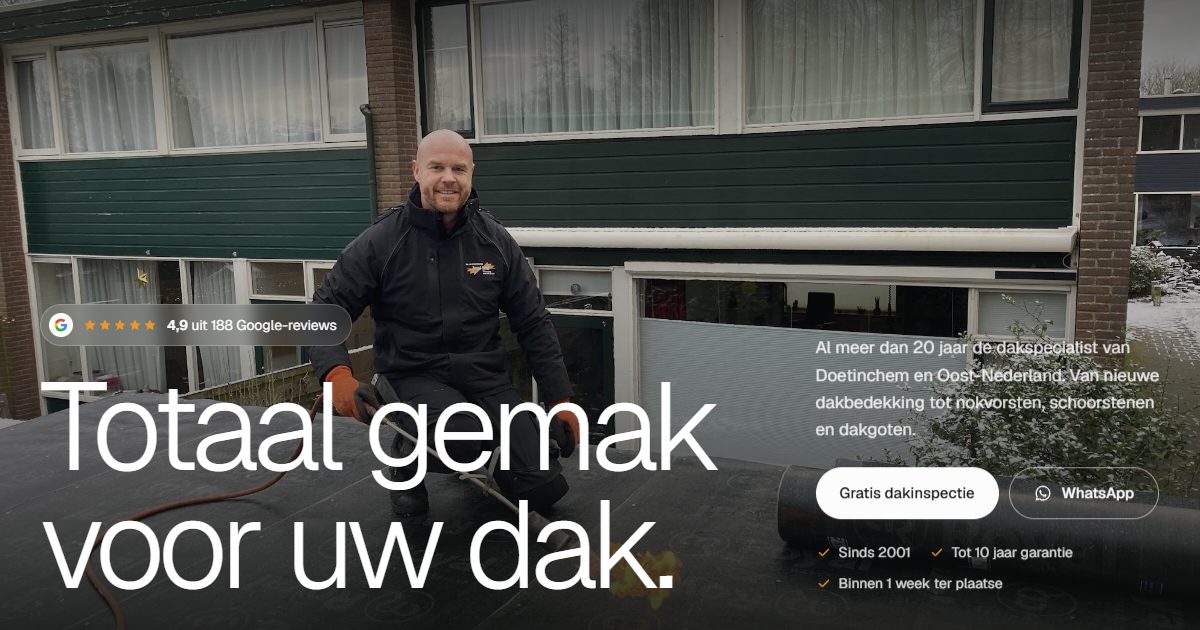 4,9 uit 188 Google-reviews
Totaal gemak
voor uw dak.
Al meer dan 20 jaar de dakspecialist van
Doetinchem en Oost-Nederland. Van nieuwe
dakbedekking tot nokvorsten, schoorstenen
en dakgoten.
Gratis dakinspectie
WhatsApp
Sinds 2001
Tot 10 jaar garantie
Binnen 1 week ter plaatse